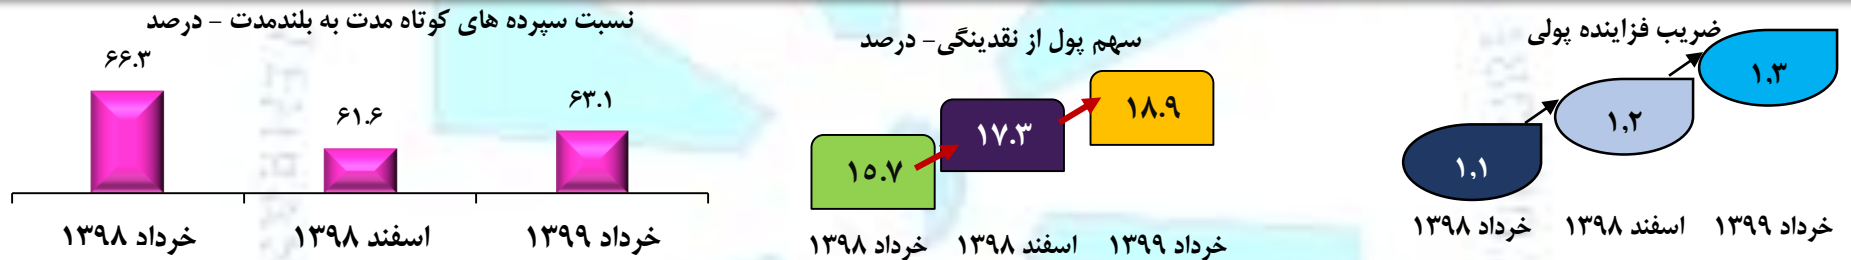 ضریب فزاینده پولی
۱,۳
۱,۲
۱,۱
خرداد ۱۳۹۸
اسفند ۱۳۹۸
خرداد ۱۳۹۹
سهم پول از نقدینگی- درصد
۱۸.۹
۱۷.۳
۱۵.۷
خرداد ۱۳۹۸
اسفند ۱۳۹۸
خرداد ۱۳۹۹
نسبت سپرده های کوتاه مدت به بلندمدت - درصد
۶۶.۳
۶۱.۶
۶۳.۱
خرداد ۱۳۹۸
اسفند ۱۳۹۸
خرداد ۱۳۹۹